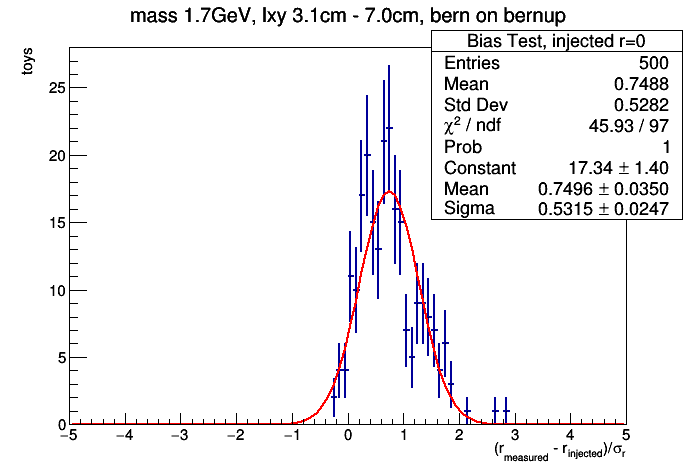 mass 1.7GeV, lxy 3.1cm - 7.0cm, bern on bernup
Bias Test, injected r=0
Entries 500
Mean 0.7488
Std Dev 0.5282
χ² / ndf 45.93 / 97
Prob 1
Constant 17.34 ± 1.40
Mean 0.7496 ± 0.0350
Sigma 0.5315 ± 0.0247
toys
25
20
15
10
5
0
−5 −4 −3 −2 −1 0 1 2 3 4 5
(r_measured - r_injected)/σ_r